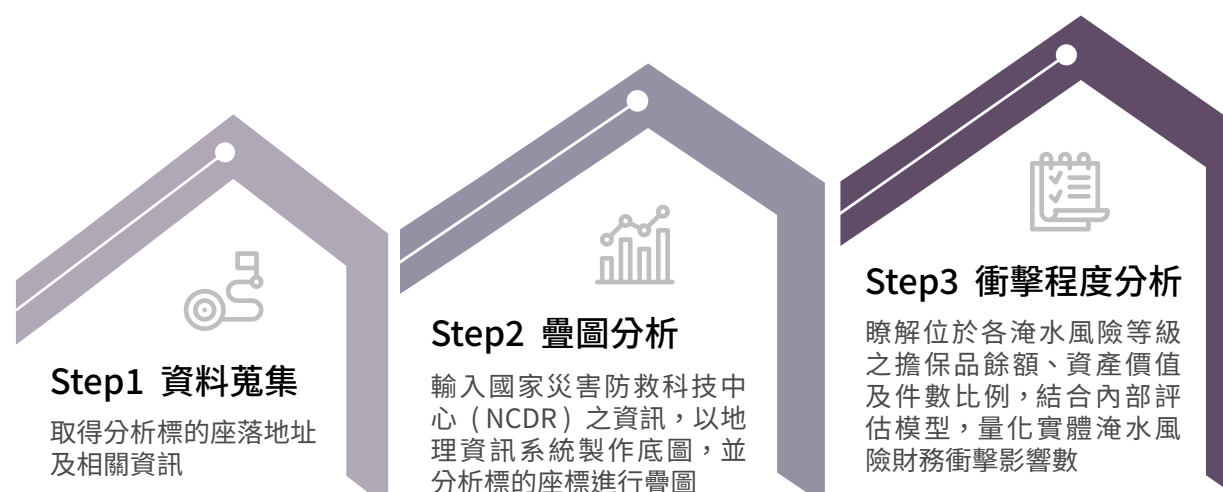 Step1 資料蒐集
取得分析標的座落地址
及相關資訊
Step2 疊圖分析
輸入國家災害防救科技中
心 (NCDR) 之資訊，以地
理資訊系統製作底圖，並
分析標的座標進行疊圖
Step3 衝擊程度分析
瞭解位於各淹水風險等級
之擔保品餘額、資產價值
及件數比例，結合內部評
估模型，量化實體淹水風
險財務衝擊影響數